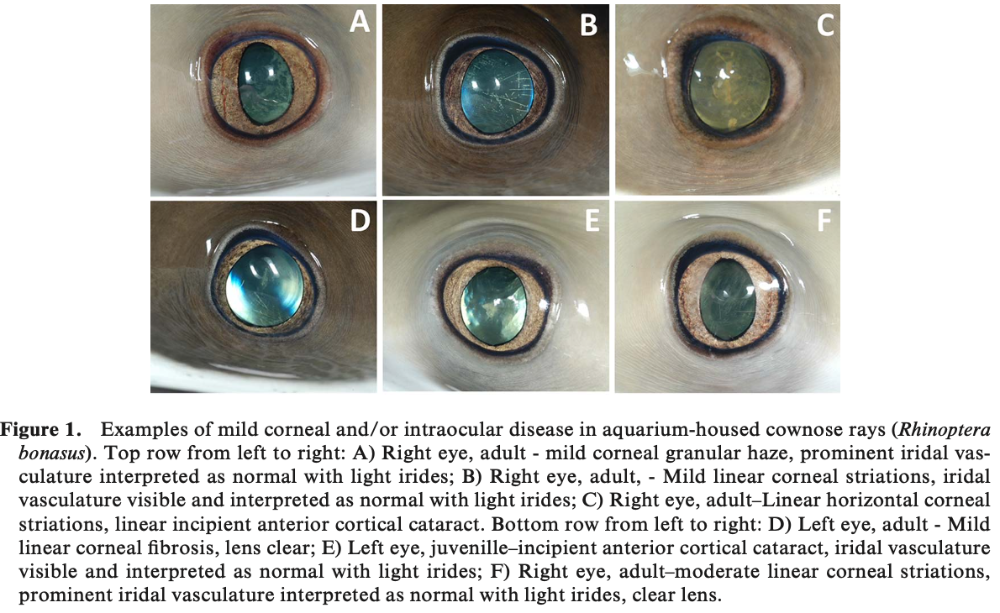 A
B
C
D
E
F
Figure 1. Examples of mild corneal and/or intraocular disease in aquarium-housed cownose rays (Rhinoptera
bonasus). Top row from left to right: A) Right eye, adult - mild corneal granular haze, prominent iridal vas-
culature interpreted as normal with light irides; B) Right eye, adult, - Mild linear corneal striations, iridal
vasculature visible and interpreted as normal with light irides; C) Right eye, adult–Linear horizontal corneal
striations, linear incipient anterior cortical cataract. Bottom row from left to right: D) Left eye, adult - Mild
linear corneal fibrosis, lens clear; E) Left eye, juvenille–incipient anterior cortical cataract, iridal vasculature
visible and interpreted as normal with light irides; F) Right eye, adult–moderate linear corneal striations,
prominent iridal vasculature interpreted as normal with light irides, clear lens.